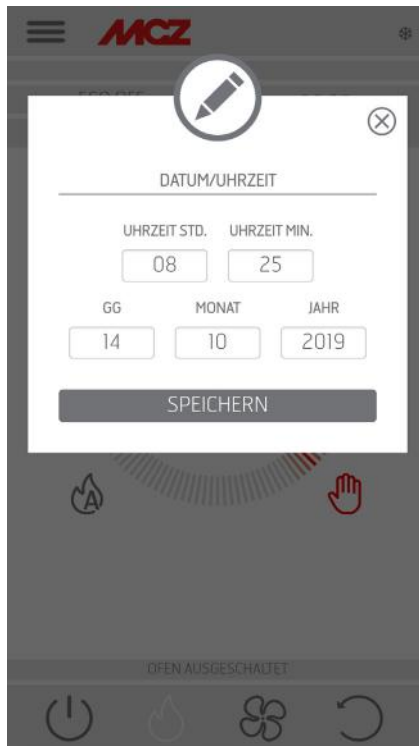 MCZ
DATUM/UHRZEIT
UHRZEIT STD. UHRZEIT MIN.
08 25
GG MONAT JAHR
14 10 2019
SPEICHERN
A
OFEN AUSGESCHALTET